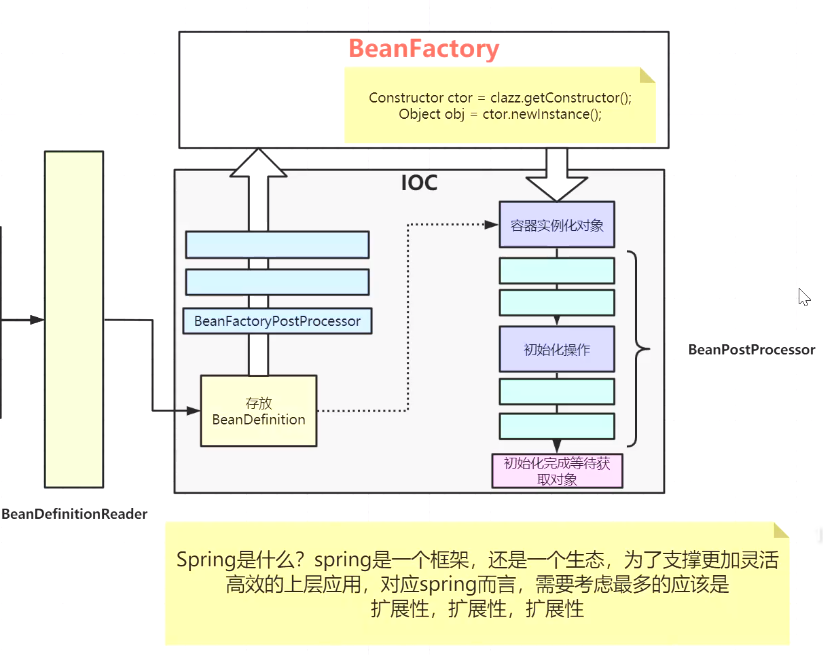 BeanFactory
Constructor ctor = clazz.getConstructor();
Object obj = ctor.newInstance();
IOC
容器实例化对象
BeanFactoryPostProcessor
初始化操作
BeanPostProcessor
存放
BeanDefinition
初始化完成等待获
取对象
BeanDefinitionReader
Spring是什么？spring是一个框架，还是一个生态，为了支撑更加灵活
高效的上层应用，对应spring而言，需要考虑最多的应该是
扩展性，扩展性，扩展性